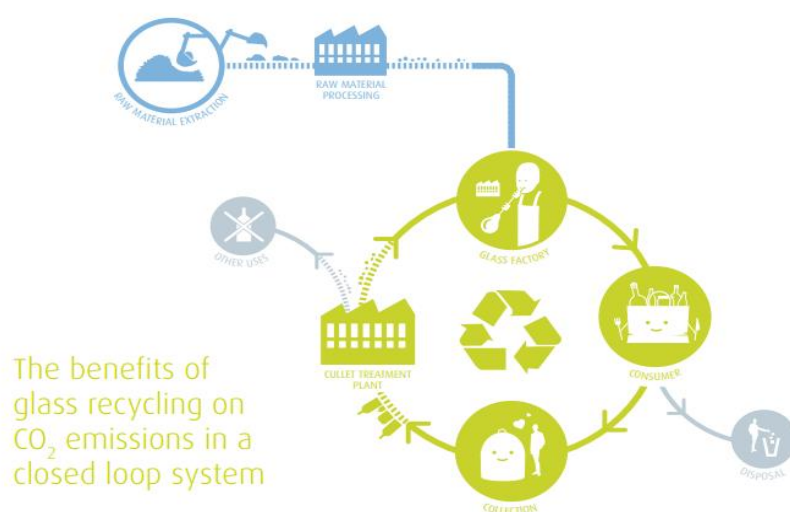 RAW MATERIAL EXTRACTION
RAW MATERIAL
PROCESSING
GLASS FACTORY
OTHER USES
CULLET TREATMENT
PLANT
CONSUMER
The benefits of
glass recycling on
CO₂ emissions in a
closed loop system
COLLECTION
DISPOSAL